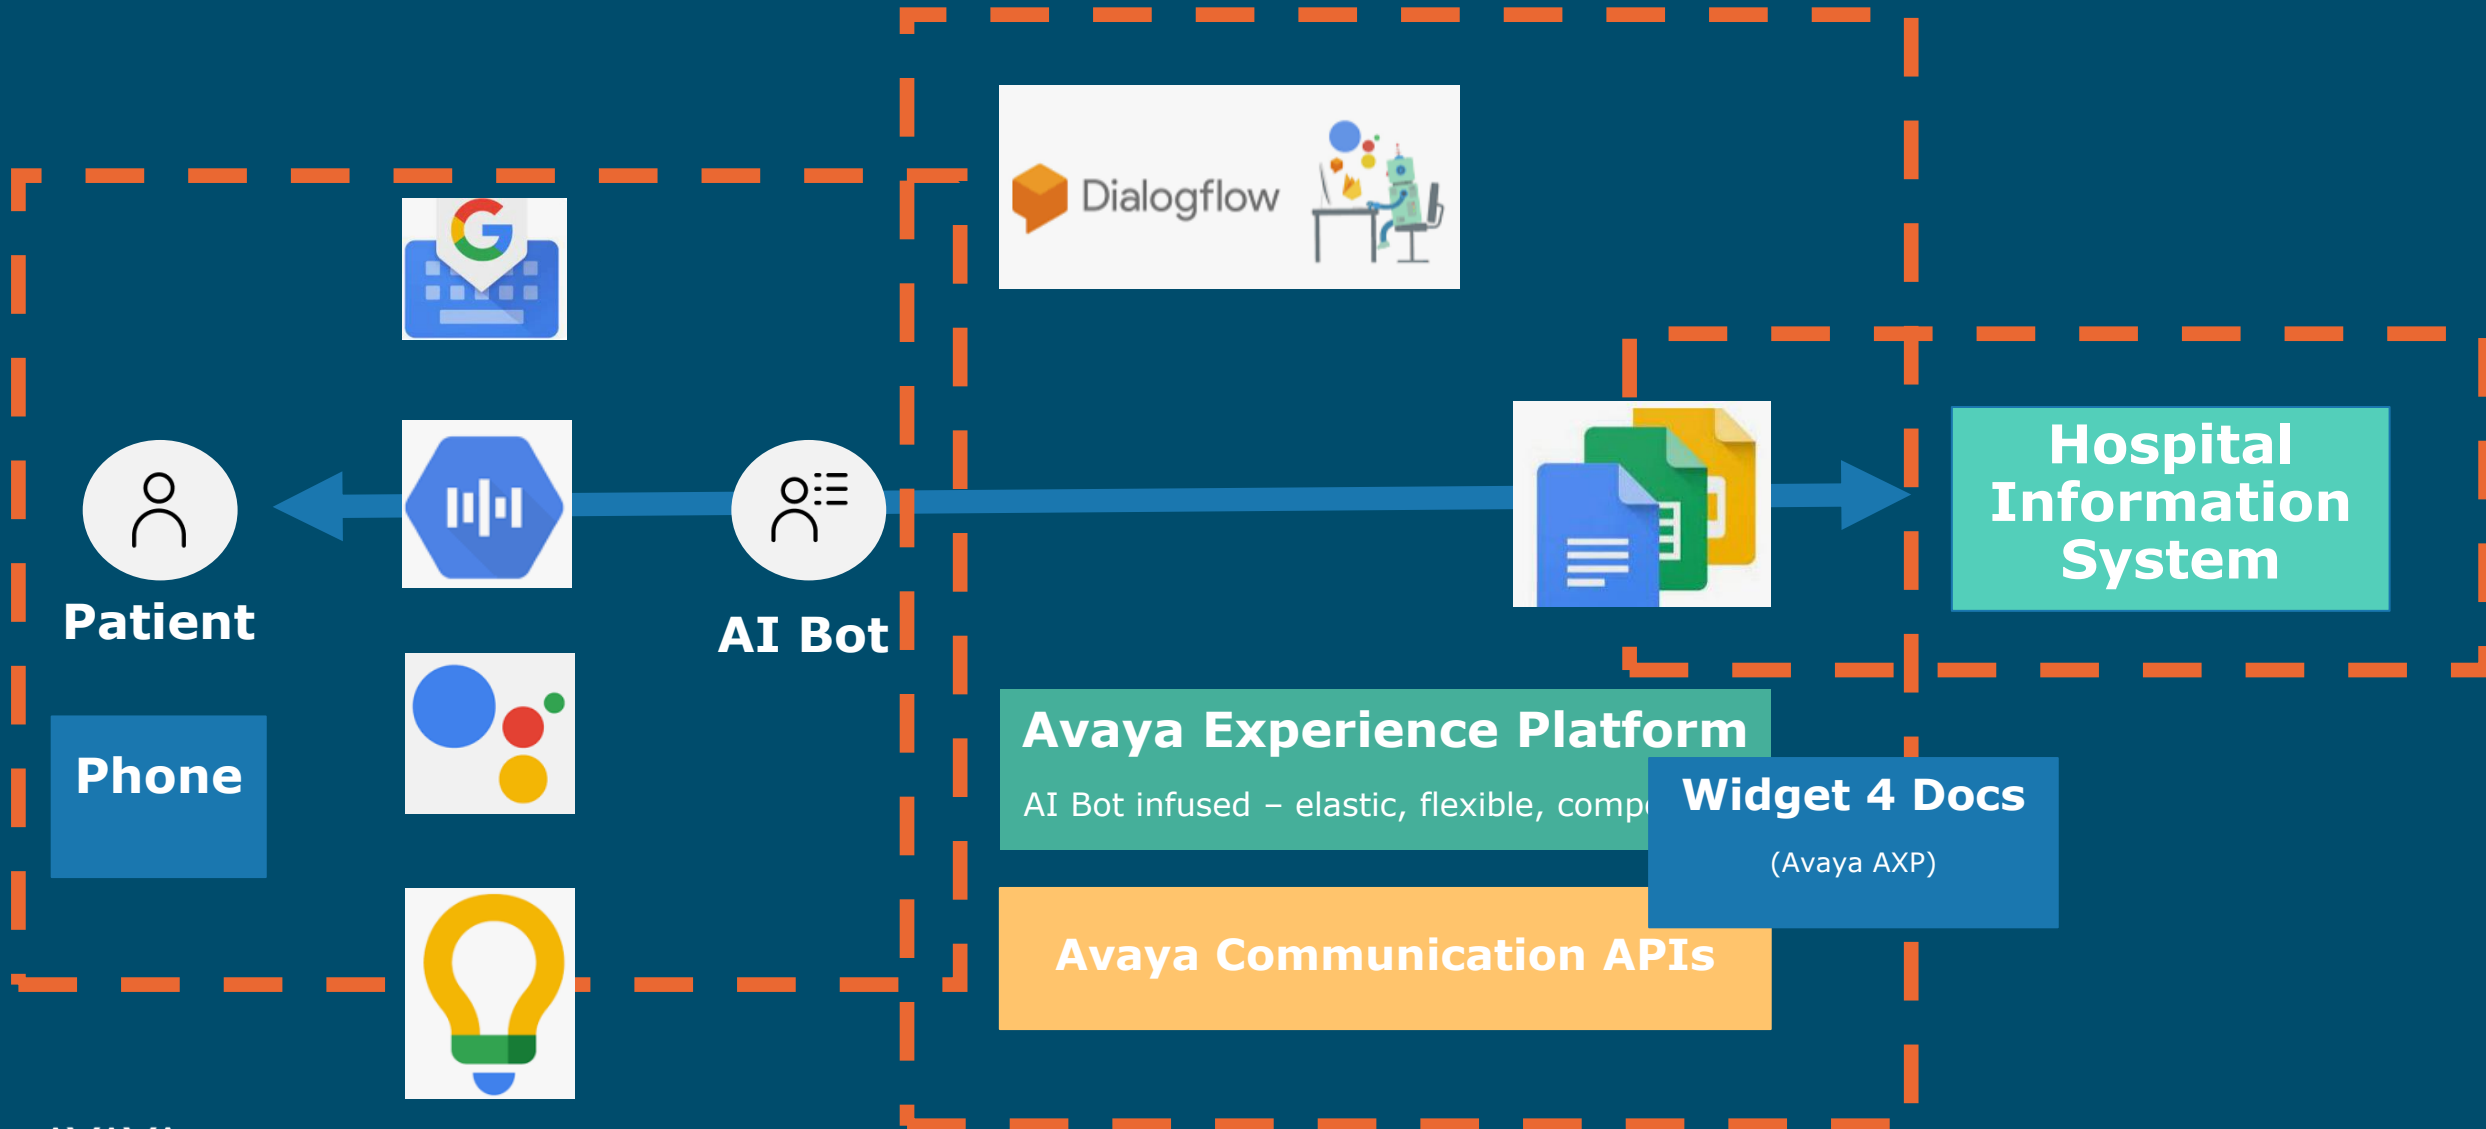 Dialogflow
Patient
AI Bot
Phone
Hospital
Information
System
Avaya Experience Platform
AI Bot infused – elastic, flexible,
Widget 4 Docs
(Avaya AXP)
Avaya Communication APIs